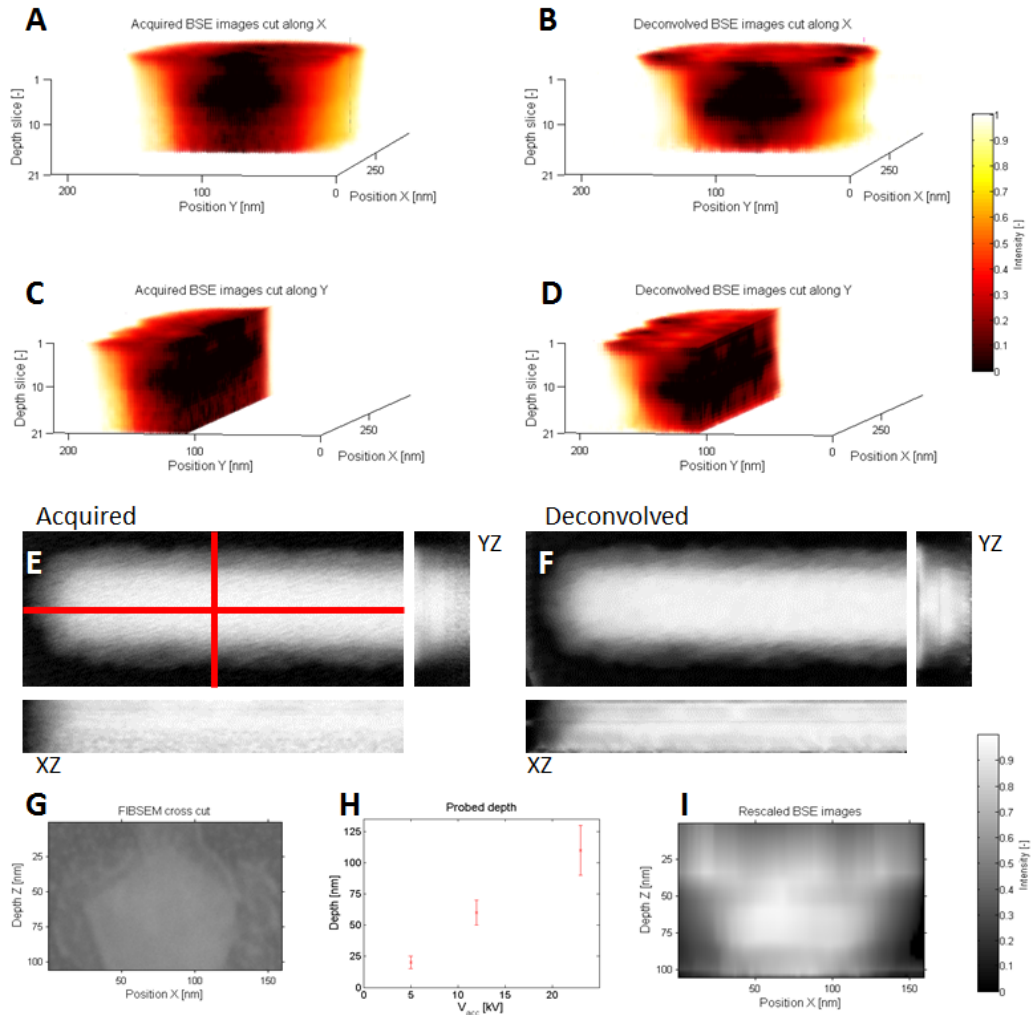 A
Acquired BSE images cut along X
B
Deconvolved BSE images cut along X
Depth slice [-]
1
10
21
200
100
0
Position Y [nm]
250
Position X [nm]
Depth slice [-]
1
10
21
200
100
0
Position Y [nm]
250
Position X [nm]
1
0.9
0.8
0.7
0.6
0.5
0.4
0.3
0.2
0.1
0
Intensity [-]
C
Acquired BSE images cut along Y
D
Deconvolved BSE images cut along Y
Depth slice [-]
1
10
21
200
100
0
Position Y [nm]
250
Position X [nm]
Depth slice [-]
1
10
21
200
100
0
Position Y [nm]
250
Position X [nm]
Acquired
Deconvolved
E
YZ
F
YZ
XZ
XZ
G
FIBSEM cross cut
Depth Z [nm]
25
50
75
100
50
100
150
Position X [nm]
H
Probed depth
Depth [nm]
125
100
75
50
25
0
0
5
10
15
20
V_acc [kV]
I
Rescaled BSE images
Depth Z [nm]
25
50
75
100
50
100
150
Position X [nm]
0.9
0.8
0.7
0.6
0.5
0.4
0.3
0.2
0.1
0
Intensity [-]